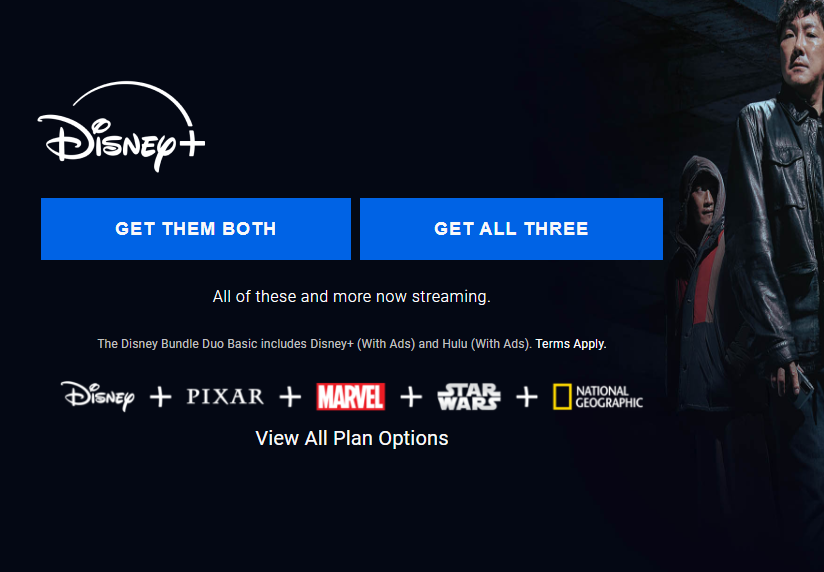 Disney+
GET THEM BOTH
GET ALL THREE
All of these and more now streaming.
The Disney Bundle Duo Basic includes Disney+ (With Ads) and Hulu (With Ads). Terms Apply.
Disney + PIXAR + MARVEL + STAR WARS + NATIONAL GEOGRAPHIC
View All Plan Options